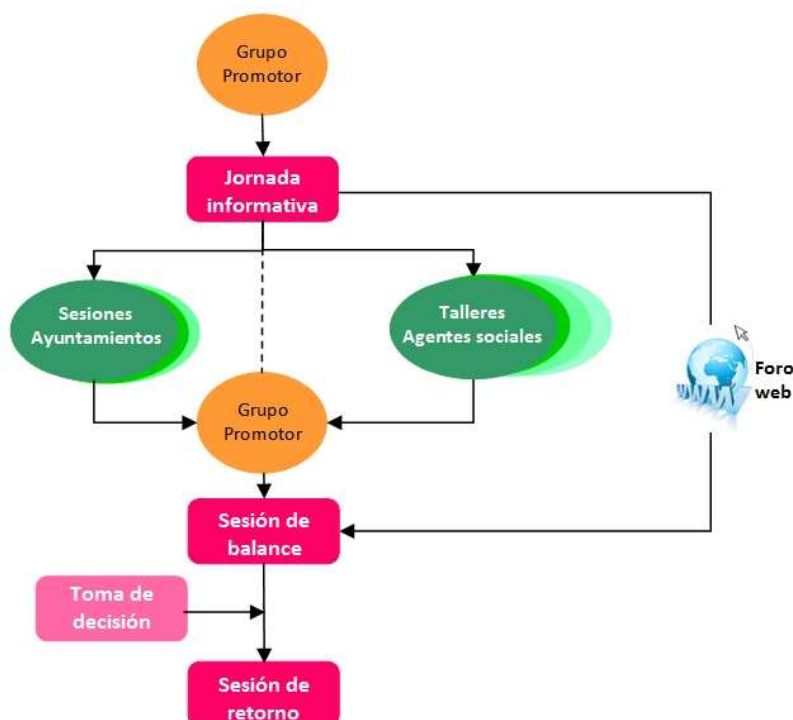 Grupo
Promotor
Jornada
informativa
Sesiones
Ayuntamientos
Talleres
Agentes sociales
www
Foro
web
Grupo
Promotor
Sesión de
balance
Toma de
decisión
Sesión de
retorno